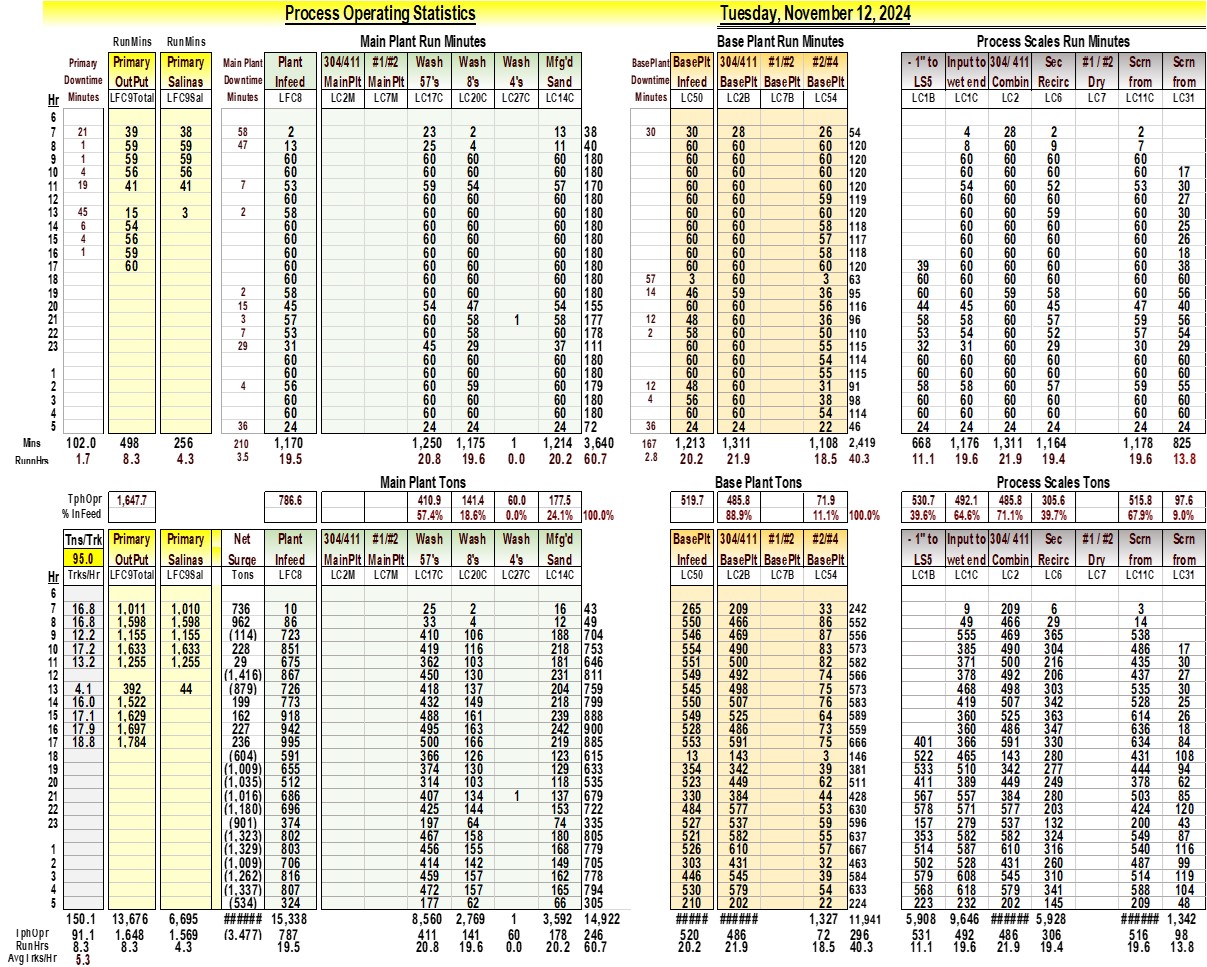 Process Operating Statistics Tuesday, November 12, 2024
RunMins RunMins Main Plant Run Minutes Base Plant Run Minutes Process Scales Run Minutes
Primary Primary Primary Main Plant Plant 304/411 #1/#2 Wash Wash Wash Mfg'd BasePlant BasePlt 304/411 #1/#2 #2/#4 - 1" to Input to 304/ 411 Sec #1 / #2 Scrn Scrn
Downtime OutPut Salinas Downtime Infeed MainPlt MainPlt 57's 8's 4's Sand Downtime Infeed BasePlt BasePlt BasePlt LS5 wet end Combin Recirc Dry from from
Hr Minutes LFC9Total LFC9Sal Minutes LFC8 LC2M LC7M LC17C LC20C LC27C LC14C Minutes LC50 LC2B LC7B LC54 LC1B LC1C LC2 LC6 LC7 LC11C LC31
6
7 21 39 38 58 2 23 2 13 38 30 30 28 26 54 4 28 2 2
8 1 59 59 47 13 25 4 11 40 60 60 60 120 8 60 9 7
9 1 59 59 60 60 60 60 180 60 60 60 120 60 60 60 60
10 4 56 56 60 60 60 60 180 60 60 60 120 60 60 60 60 17
11 19 41 41 7 53 59 54 57 170 60 60 60 120 54 60 52 53 30
12 60 60 60 60 180 60 60 59 119 60 60 60 60 27
13 45 15 3 2 58 60 60 60 180 60 60 60 120 60 60 59 60 30
14 6 54 60 60 60 60 180 60 60 58 118 60 60 60 60 25
15 4 56 60 60 60 60 180 60 60 57 117 60 60 60 60 26
16 1 59 60 60 60 60 180 60 60 58 118 60 60 60 60 18
17 60 60 60 60 60 180 60 60 60 120 39 60 60 60 60 38
18 60 60 60 60 180 57 3 60 3 63 60 60 60 60 60 60
19 2 58 60 60 60 180 14 46 59 36 95 60 60 59 58 60 56
20 15 45 54 47 54 155 60 60 56 116 44 45 60 45 47 40
21 3 57 60 58 1 58 177 12 48 60 36 96 58 58 60 57 59 56
22 7 53 60 58 60 178 2 58 60 50 110 53 54 60 52 57 54
23 29 31 45 29 37 111 60 60 55 115 32 31 60 29 30 29
60 60 60 60 180 60 60 54 114 60 60 60 60 60 60
1 60 60 60 60 180 60 60 55 115 60 60 60 60 60 60
2 4 56 60 59 60 179 12 48 60 31 91 58 58 60 57 59 55
3 60 60 60 60 180 4 56 60 38 98 60 60 60 60 60 60
4 60 60 60 60 180 60 60 54 114 60 60 60 60 60 60
5 36 24 24 24 24 72 36 24 24 22 46 24 24 24 24 24 24
Mins 102.0 498 256 210 1,170 1,250 1,175 1 1,214 3,640 167 1,213 1,311 1,108 2,419 668 1,176 1,311 1,164 1,178 825
RunnHrs 1.7 8.3 4.3 3.5 19.5 20.8 19.6 0.0 20.2 60.7 2.8 20.2 21.9 18.5 40.3 11.1 19.6 21.9 19.4 19.6 13.8
Main Plant Tons Base Plant Tons Process Scales Tons
TphOpr 1,647.7 786.6 410.9 141.4 60.0 177.5 519.7 485.8 71.9 530.7 492.1 485.8 305.6 515.8 97.6
% InFeed 57.4% 18.6% 0.0% 24.1% 100.0% 88.9% 11.1% 100.0% 39.6% 64.6% 71.1% 39.7% 67.9% 9.0%
Tns/Trk Primary Primary Net Plant 304/411 #1/#2 Wash Wash Wash Mfg'd BasePlt 304/411 #1/#2 #2/#4 - 1" to Input to 304/ 411 Sec #1 / #2 Scrn Scrn
95.0 OutPut Salinas Surge Infeed MainPlt MainPlt 57's 8's 4's Sand Infeed BasePlt BasePlt BasePlt LS5 wet end Combin Recirc Dry from from
Hr Trks/Hr LFC9Total LFC9Sal Tons LFC8 LC2M LC7M LC17C LC20C LC27C LC14C LC50 LC2B LC7B LC54 LC1B LC1C LC2 LC6 LC7 LC11C LC31
6
7 16.8 1,011 1,010 736 10 25 2 16 43 265 209 33 242 9 209 6 3
8 16.8 1,598 1,598 962 86 33 4 12 49 550 466 86 552 49 466 29 14
9 12.2 1,155 1,155 (114) 723 410 106 188 704 546 469 87 556 555 469 365 538
10 17.2 1,633 1,633 228 851 419 116 218 753 554 490 83 573 385 490 304 486 17
11 13.2 1,255 1,255 29 675 362 103 181 646 551 500 82 582 371 500 216 435 30
12 (1,416) 867 450 130 231 811 549 492 74 566 378 492 206 437 27
13 4.1 392 44 (879) 726 418 137 204 759 545 498 75 573 468 498 303 535 30
14 16.0 1,522 199 773 432 149 218 799 550 507 76 583 419 507 342 528 25
15 17.1 1,629 162 918 488 161 239 888 549 525 64 589 360 525 363 614 26
16 17.9 1,697 227 942 495 163 242 900 528 486 73 559 360 486 347 636 18
17 18.8 1,784 236 995 500 166 219 885 553 591 75 666 401 366 591 330 634 84
18 (604) 591 366 126 123 615 13 143 3 146 522 465 143 280 431 108
19 (1,009) 655 374 130 129 633 354 342 39 381 533 510 342 277 444 94
20 (1,035) 512 314 103 118 535 523 449 62 511 411 389 449 249 378 62
21 (1,016) 686 407 134 1 137 679 330 384 44 428 567 557 384 280 503 85
22 (1,180) 696 425 144 153 722 484 577 53 630 578 571 577 203 424 120
23 (901) 374 197 64 74 335 527 537 59 596 157 279 537 132 200 43
(1,323) 802 467 158 180 805 521 582 55 637 353 582 582 324 549 87
1 (1,329) 803 456 155 168 779 526 610 57 667 514 587 610 316 540 116
2 (1,009) 706 414 142 149 705 303 431 32 463 502 528 431 260 487 99
3 (1,262) 816 459 157 162 778 446 545 39 584 579 608 545 310 514 119
4 (1,337) 807 472 157 165 794 530 579 54 633 568 618 579 341 588 104
5 (534) 324 177 62 66 305 210 202 22 224 223 232 202 145 209 48
150.1 13,676 6,695 ###### 15,338 8,560 2,769 1 3,592 14,922 ##### ###### 1,327 11,941 5,908 9,646 ###### 5,928 ###### 1,342
TphOpr 91.1 1,648 1,569 (3,477) 787 411 141 60 178 246 520 486 72 296 531 492 486 306 516 98
RunHrs 8.3 8.3 4.3 19.5 20.8 19.6 0.0 20.2 60.7 20.2 21.9 18.5 40.3 11.1 19.6 21.9 19.4 19.6 13.8
AvgTrks/Hr 5.3